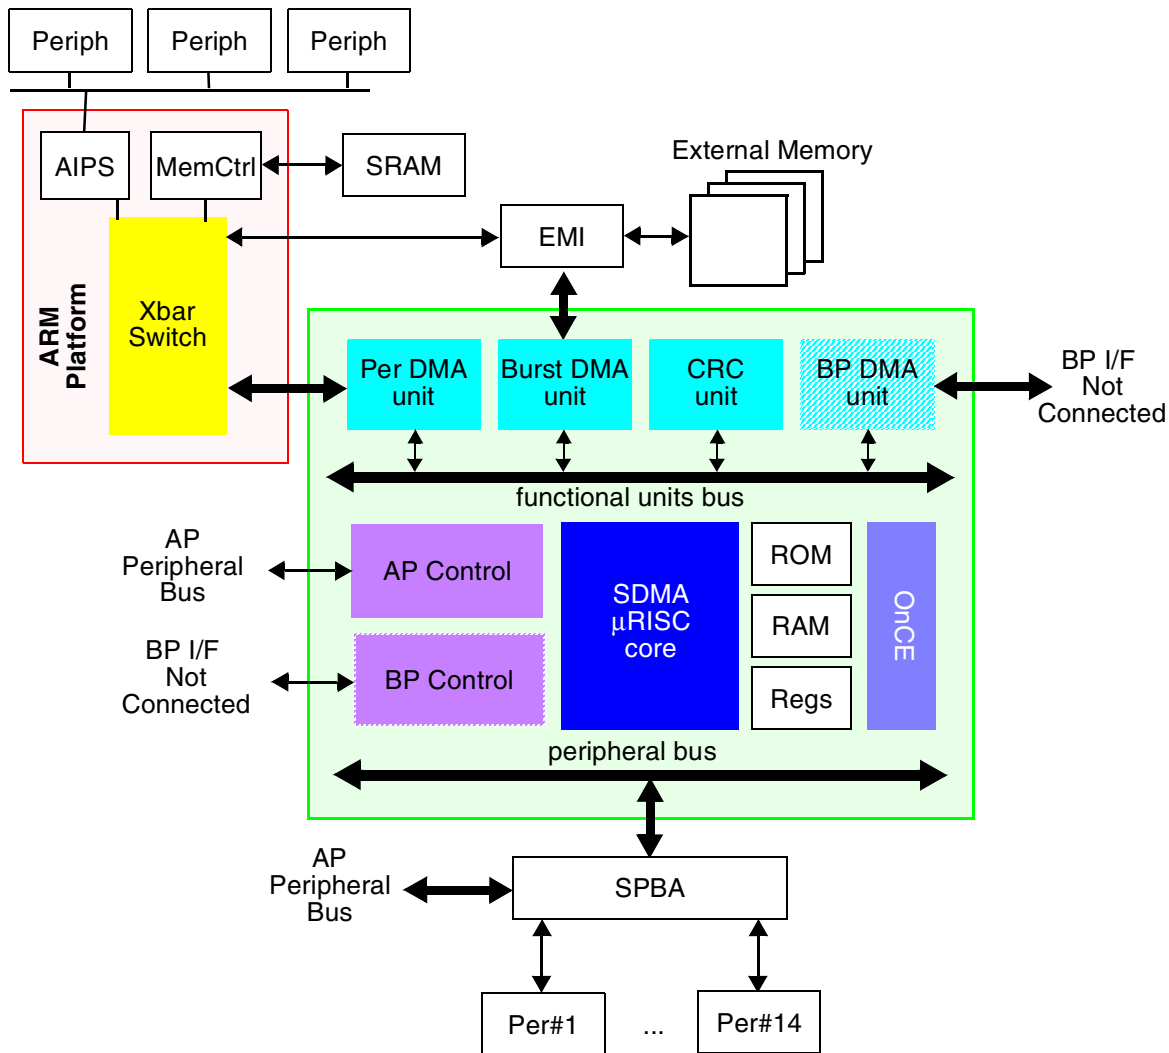 Periph
Periph
Periph
AIPS
MemCtrl
SRAM
External Memory
EMI
Xbar
Switch
ARM
Platform
Per DMA
unit
Burst DMA
unit
CRC
unit
BP DMA
unit
BP I/F
Not
Connected
functional units bus
AP
Peripheral
Bus
AP Control
SDMA
µRISC
core
ROM
RAM
Regs
OnCE
BP I/F
Not
Connected
BP Control
peripheral bus
AP
Peripheral
Bus
SPBA
Per#1
...
Per#14